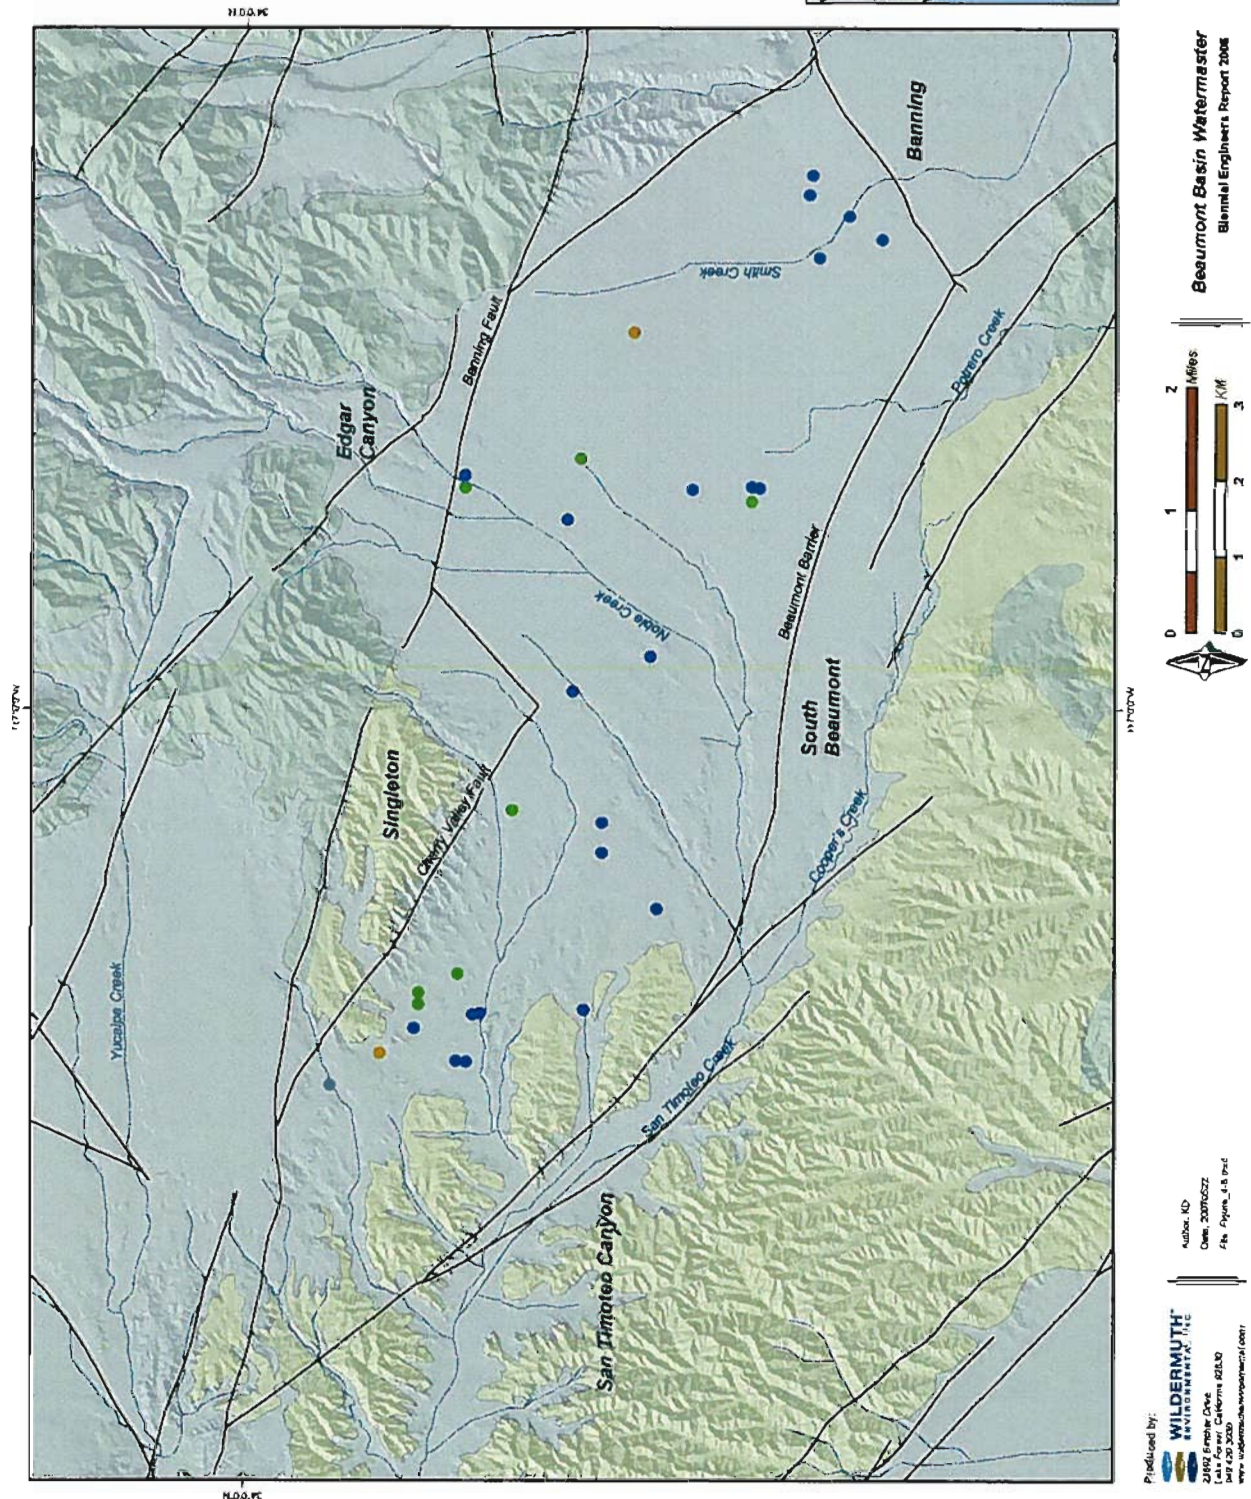 Yucaipa Creek
Singleton
Cherry Valley Fault
Edgar
Canyon
Banning Fault
Smith Creek
Banning
Noble Creek
Beaumont Barrier
Potrero Creek
South
Beaumont
Cooper's Creek
San Timoteo Creek
San Timoteo Canyon
Produced by:
WILDERMUTH
ENVIRONMENTAL INC
Author: KD
Date: 20070522
0 1 2
Miles
0 1 2 3
KM
Beaumont Basin Watermaster
Biennial Engineers Report 2006